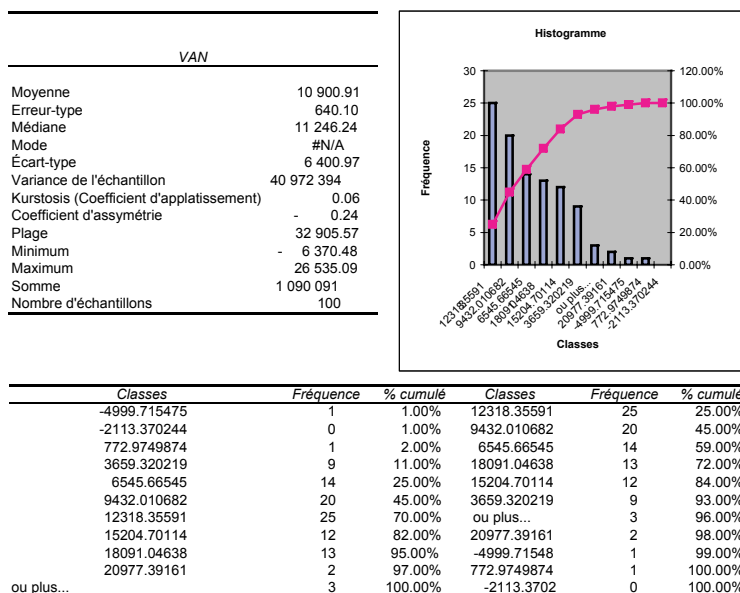 VAN
Moyenne 10 900.91
Erreur-type 640.10
Médiane 11 246.24
Mode #N/A
Écart-type 6 400.97
Variance de l'échantillon 40 972 394
Kurstosis (Coefficient d'applatissement) 0.06
Coefficient d'assymétrie - 0.24
Plage 32 905.57
Minimum - 6 370.48
Maximum 26 535.09
Somme 1 090 091
Nombre d'échantillons 100
Histogramme
Fréquence
30
25
20
15
10
5
0
120.00%
100.00%
80.00%
60.00%
40.00%
20.00%
0.00%
12318.35591
9432.010682
6545.66545
18091.04638
15204.70114
3659.320219
ou plus...
20977.39161
-4999.715475
772.9749874
-2113.370244
Classes
Classes Fréquence % cumulé Classes Fréquence % cumulé
-4999.715475 1 1.00% 12318.35591 25 25.00%
-2113.370244 0 1.00% 9432.010682 20 45.00%
772.9749874 1 2.00% 6545.66545 14 59.00%
3659.320219 9 11.00% 18091.04638 13 72.00%
6545.66545 14 25.00% 15204.70114 12 84.00%
9432.010682 20 45.00% 3659.320219 9 93.00%
12318.35591 25 70.00% ou plus... 3 96.00%
15204.70114 12 82.00% 20977.39161 2 98.00%
18091.04638 13 95.00% -4999.71548 1 99.00%
20977.39161 2 97.00% 772.9749874 1 100.00%
ou plus... 3 100.00% -2113.3702 0 100.00%